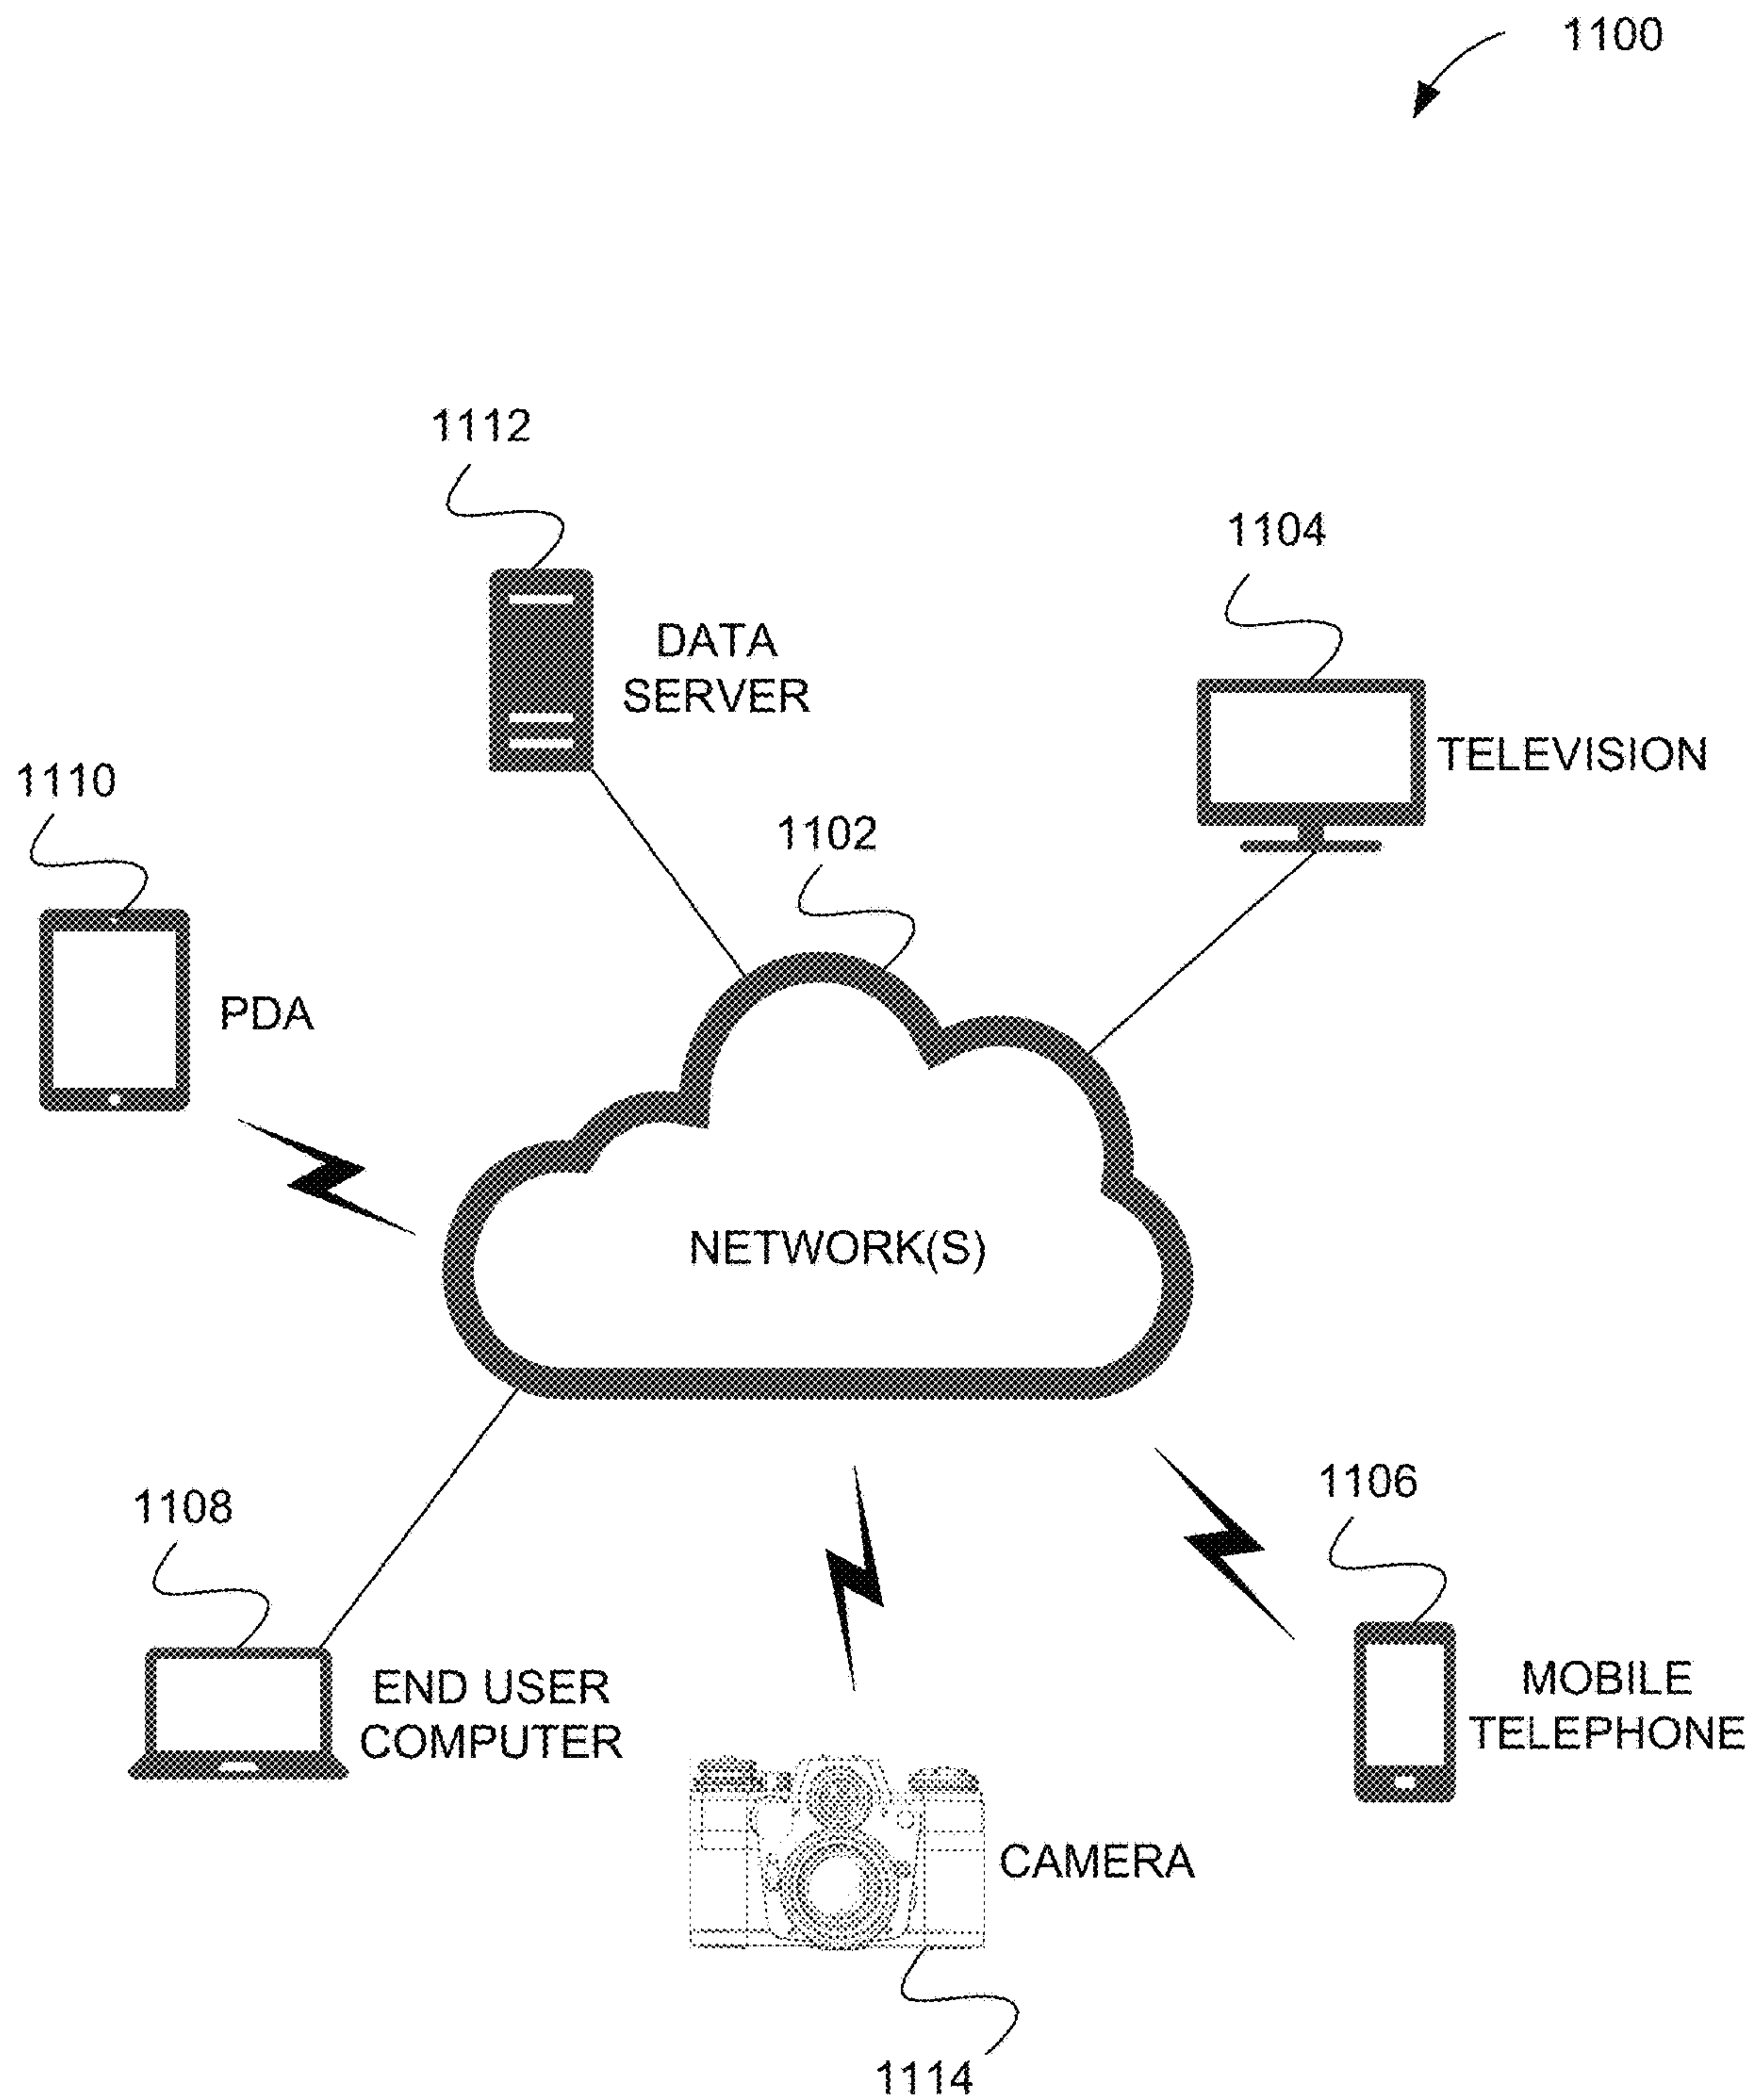 1100
1112
1104
DATA
SERVER
TELEVISION
1110
1102
PDA
NETWORK(S)
1108
1106
END USER
COMPUTER
MOBILE
TELEPHONE
CAMERA
1114